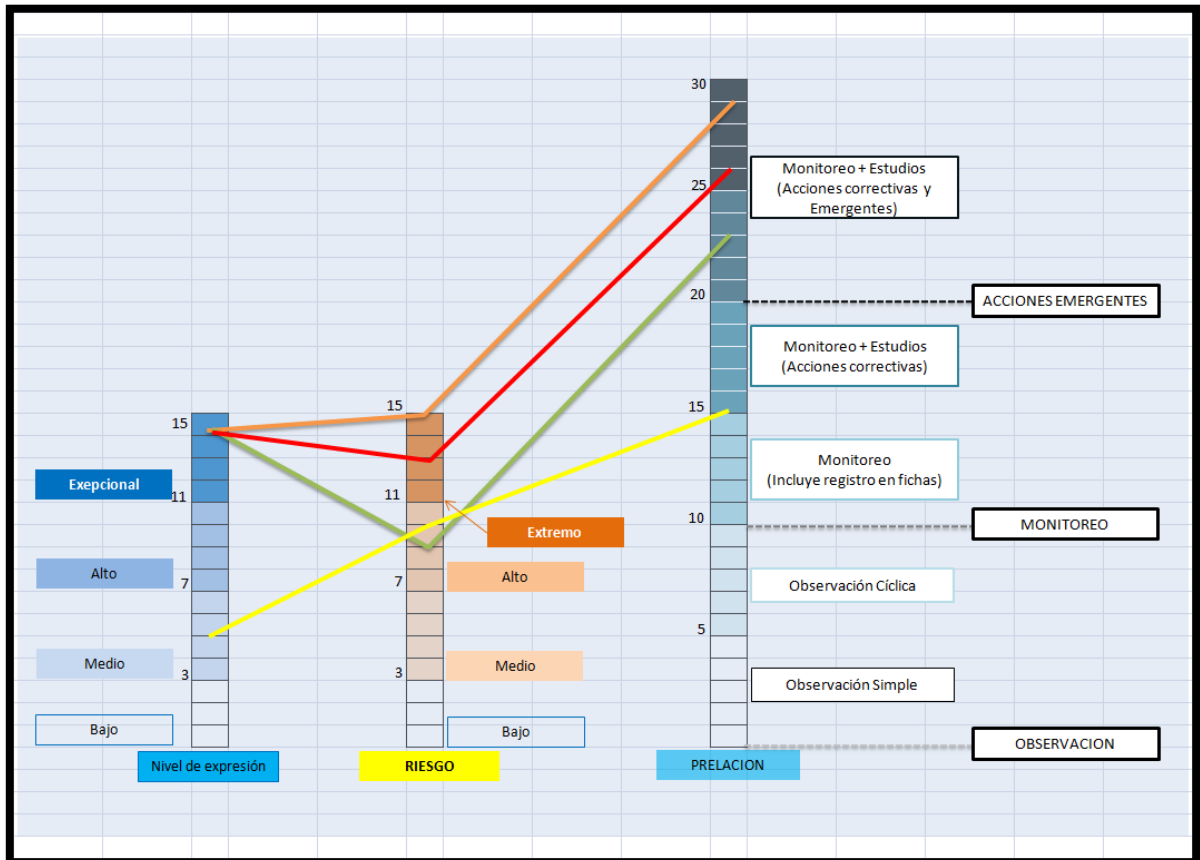 30
Monitoreo + Estudios
(Acciones correctivas y
Emergentes)
25
20
ACCIONES EMERGENTES
Monitoreo + Estudios
(Acciones correctivas)
15
15
15
Monitoreo
(Incluye registro en fichas)
Exepcional
11
11
10
MONITOREO
Extremo
Alto
7
7
Alto
Observación Cíclica
5
Medio
3
3
Medio
Observación Simple
Bajo
Bajo
OBSERVACION
Nivel de expresión
RIESGO
PRELACION